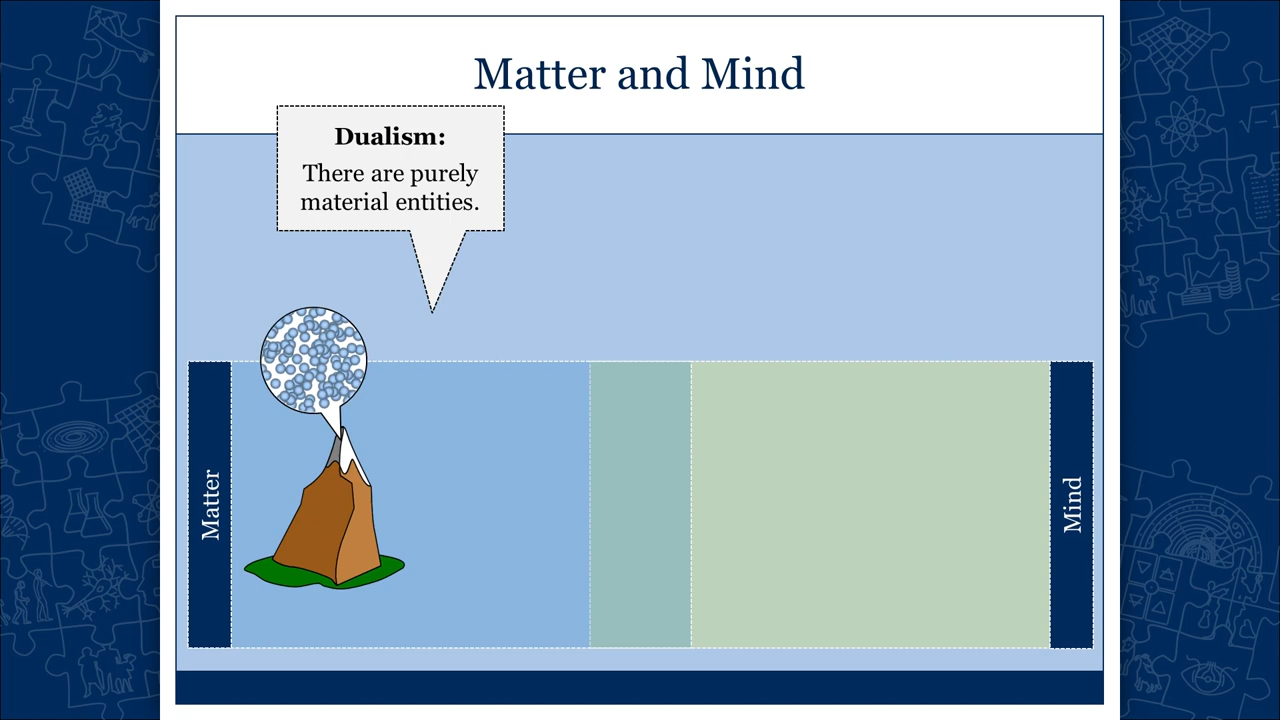 Matter and Mind
Dualism:
There are purely
material entities.
Matter
Mind